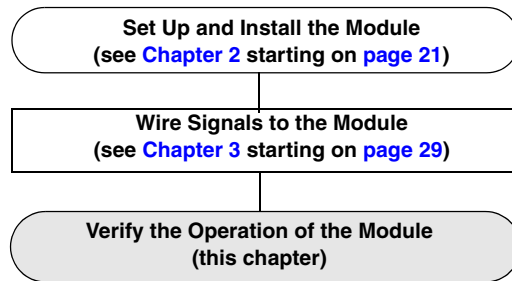 Set Up and Install the Module
(see Chapter 2 starting on page 21)
Wire Signals to the Module
(see Chapter 3 starting on page 29)
Verify the Operation of the Module
(this chapter)